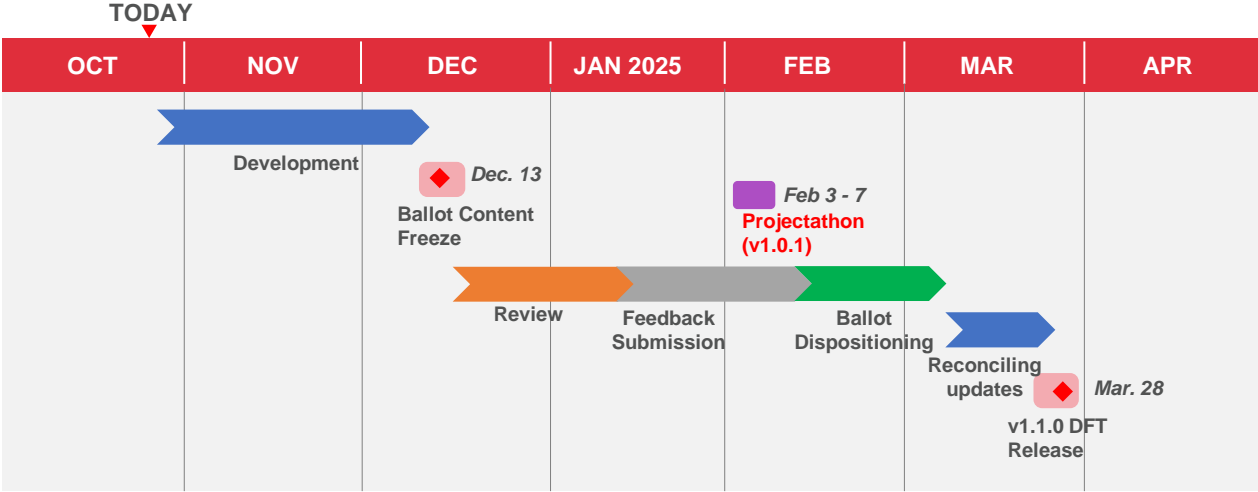 TODAY
OCT
NOV
DEC
JAN 2025
FEB
MAR
APR
Development
Dec. 13
Ballot Content
Freeze
Feb 3 - 7
Projectathon
(v1.0.1)
Review
Feedback
Submission
Ballot
Dispositioning
Reconciling
updates
Mar. 28
v1.1.0 DFT
Release